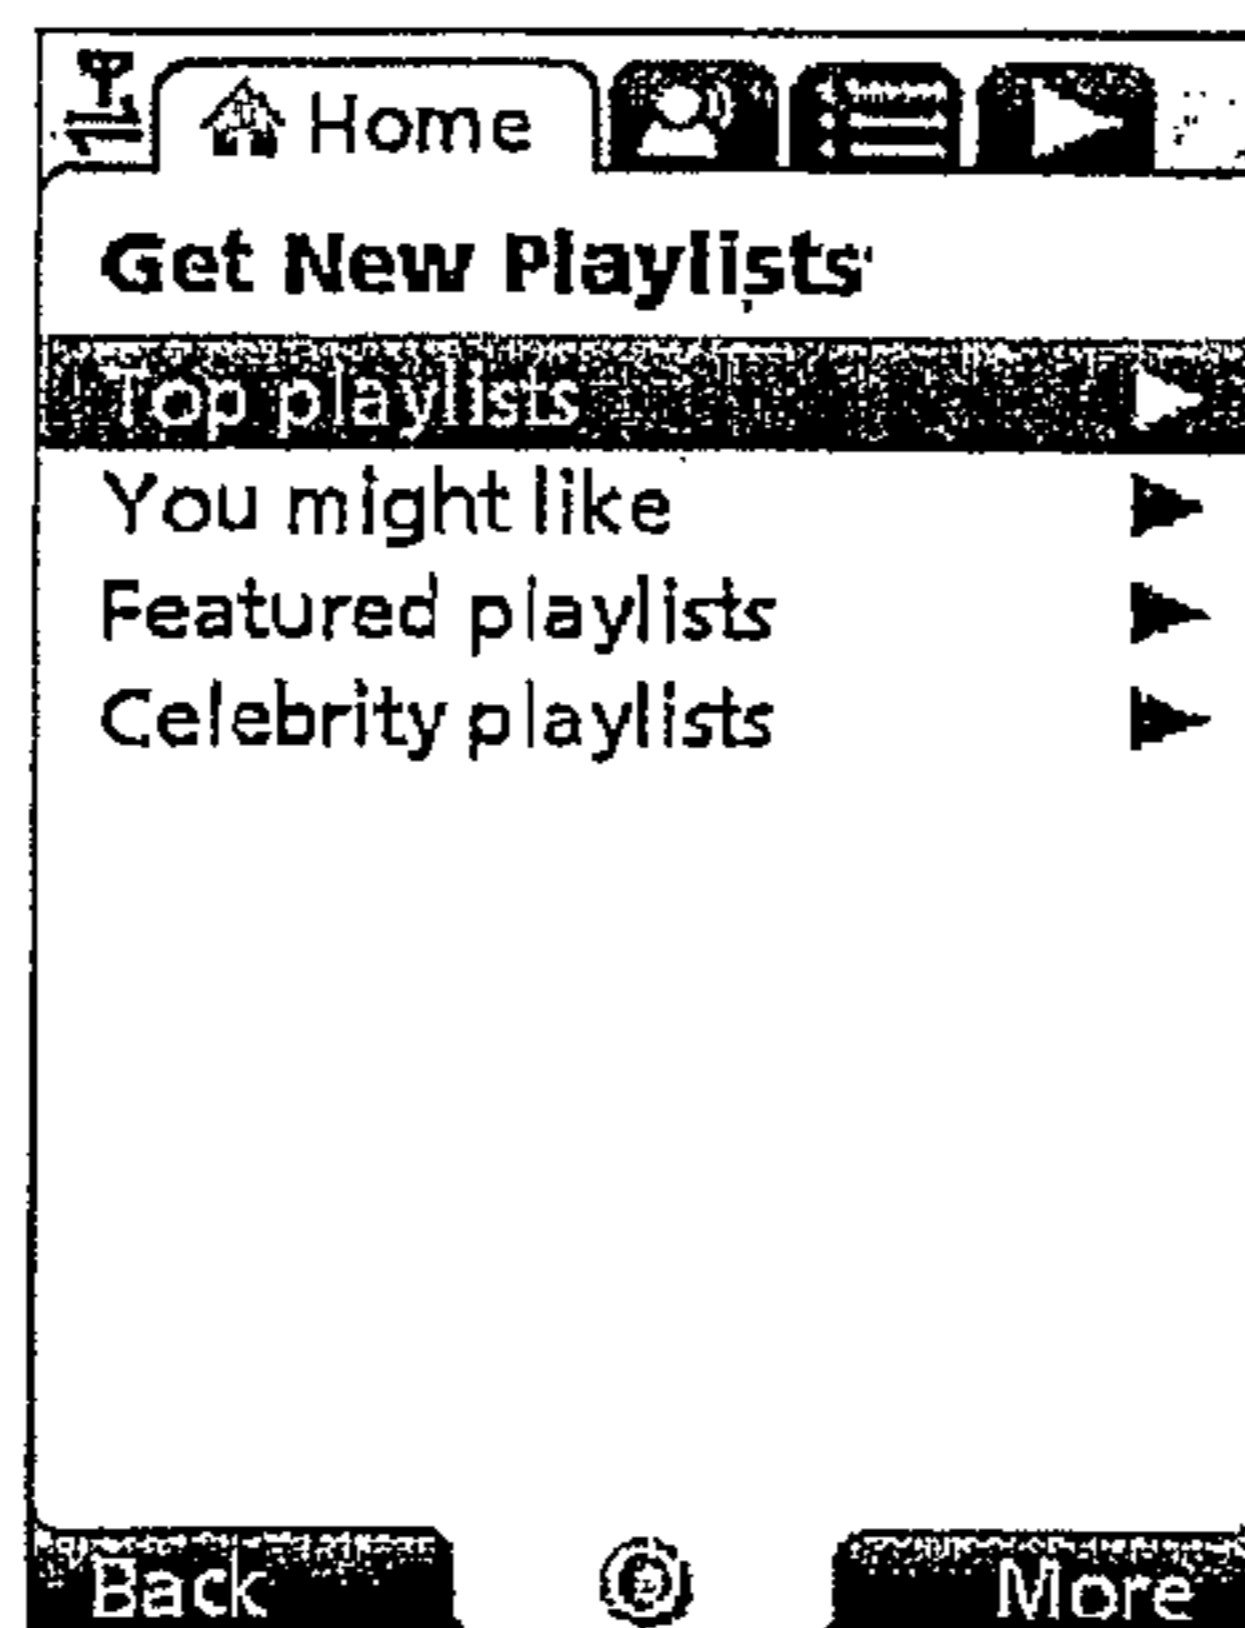 Home
Get New Playlists
Top playlists
You might like
Featured playlists
Celebrity playlists
Back
More